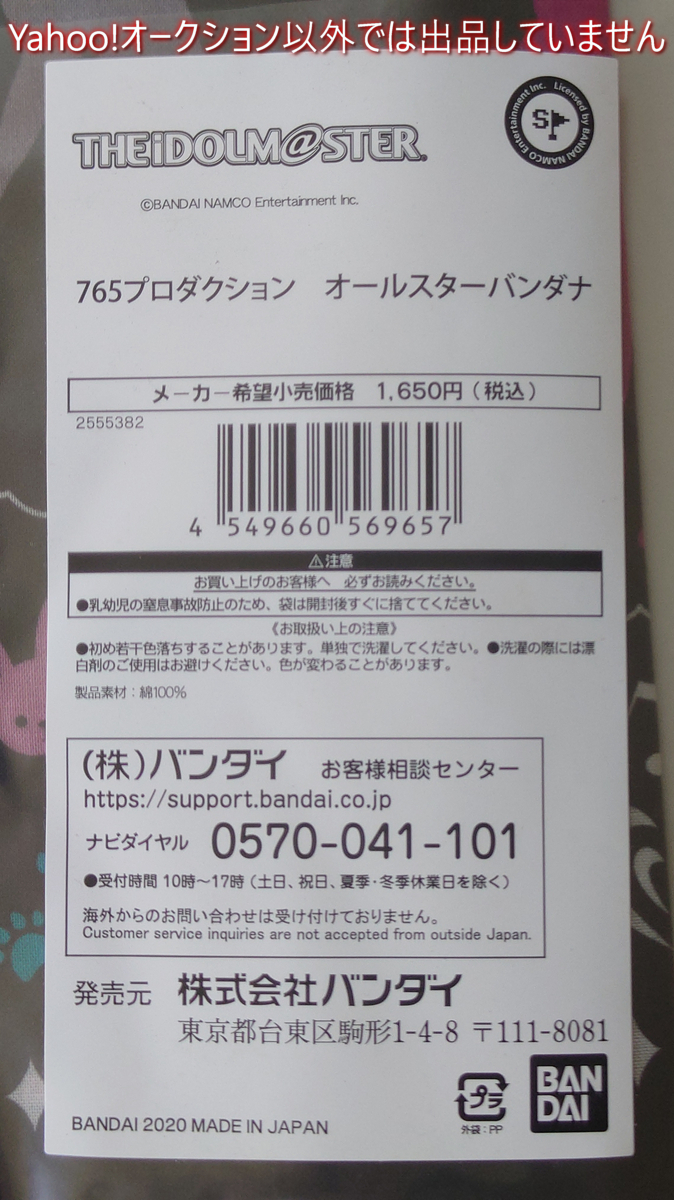 Yahoo!オークション以外では出品していません
THE iDOLM@STER
Licensed by BANDAI NAMCO Entertainment Inc.
©BANDAI NAMCO Entertainment Inc.
765プロダクション　オールスターバンダナ
メーカー希望小売価格　1,650円（税込）
2555382
4 549660 569657
⚠注意
お買い上げのお客様へ　必ずお読みください。
●乳幼児の窒息事故防止のため、袋は開封後すぐに捨ててください。
《お取扱い上の注意》
●初め若干色落ちすることがあります。単独で洗濯してください。●洗濯の際には漂
白剤のご使用はお避けください。色が変わることがあります。
製品素材：綿100%
（株）バンダイ　お客様相談センター
https://support.bandai.co.jp
ナビダイヤル 0570-041-101
●受付時間 10時～17時（土日、祝日、夏季・冬季休業日を除く）
海外からのお問い合わせは受け付けておりません。
Customer service inquiries are not accepted from outside Japan.
発売元 株式会社バンダイ
東京都台東区駒形1-4-8 〒111-8081
プラ
外袋：PP
BAN
DAI
BANDAI 2020 MADE IN JAPAN